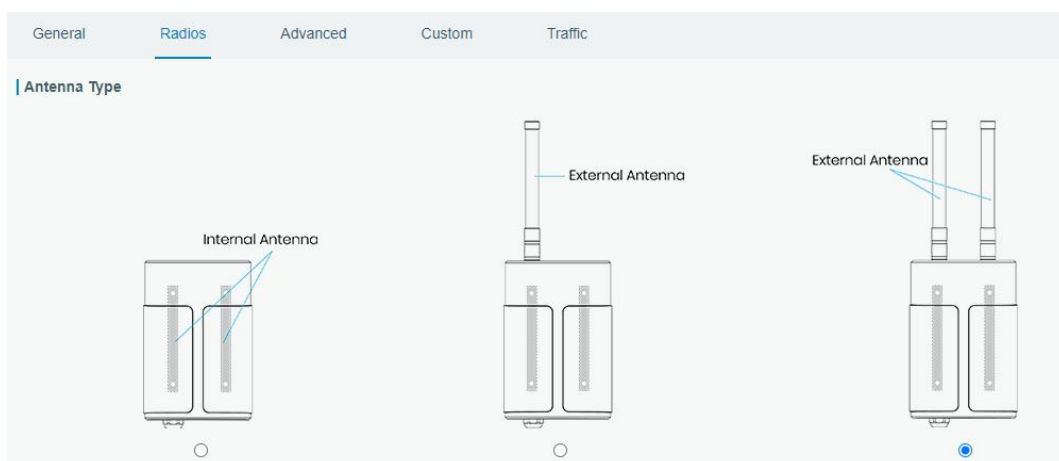 General Radios Advanced Custom Traffic
Antenna Type
Internal Antenna
External Antenna
External Antenna